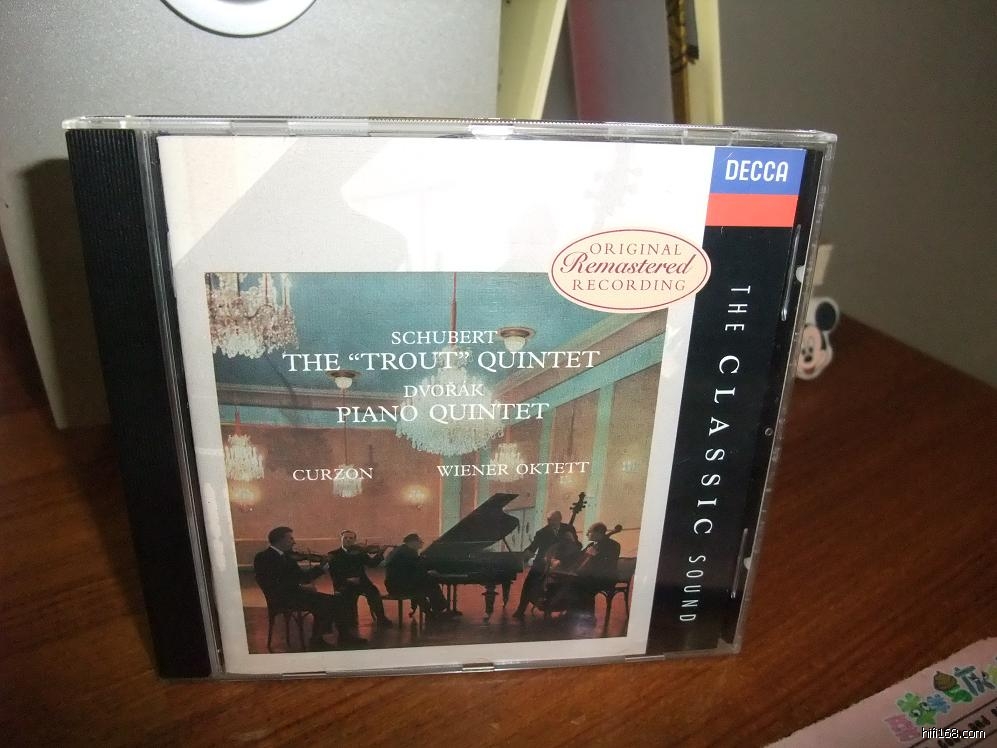 DECCA
ORIGINAL
Remastered
RECORDING
THE CLASSIC SOUND
SCHUBERT
THE “TROUT” QUINTET
DVOŘÁK
PIANO QUINTET
CURZON WIENER OKTETT
hifi168.com